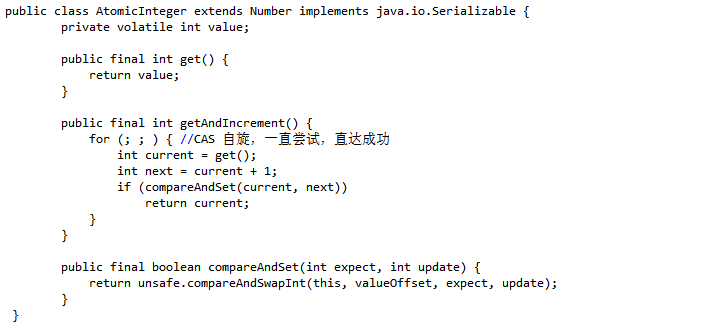 public class AtomicInteger extends Number implements java.io.Serializable {
private volatile int value;
public final int get() {
return value;
}
public final int getAndIncrement() {
for (; ; ) { //CAS 自旋，一直尝试，直达成功
int current = get();
int next = current + 1;
if (compareAndSet(current, next))
return current;
}
}
public final boolean compareAndSet(int expect, int update) {
return unsafe.compareAndSwapInt(this, valueOffset, expect, update);
}
}